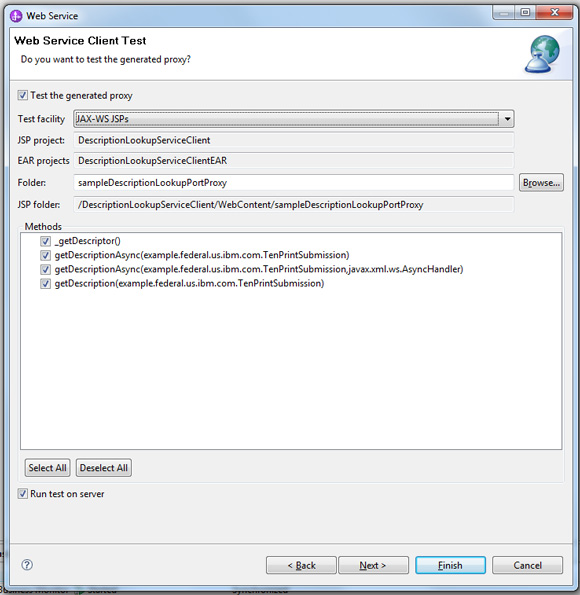 Web Service
Web Service Client Test
Do you want to test the generated proxy?
Test the generated proxy
Test facility JAX-WS JSPs
JSP project: DescriptionLookupServiceClient
EAR projects DescriptionLookupServiceClientEAR
Folder: sampleDescriptionLookupPortProxy Browse...
JSP folder: /DescriptionLookupServiceClient/WebContent/sampleDescriptionLookupPortProxy
Methods
_getDescriptor()
getDescriptionAsync(example.federal.us.ibm.com.TenPrintSubmission)
getDescriptionAsync(example.federal.us.ibm.com.TenPrintSubmission,javax.xml.ws.AsyncHandler)
getDescription(example.federal.us.ibm.com.TenPrintSubmission)
Select All Deselect All
Run test on server
? < Back Next > Finish Cancel